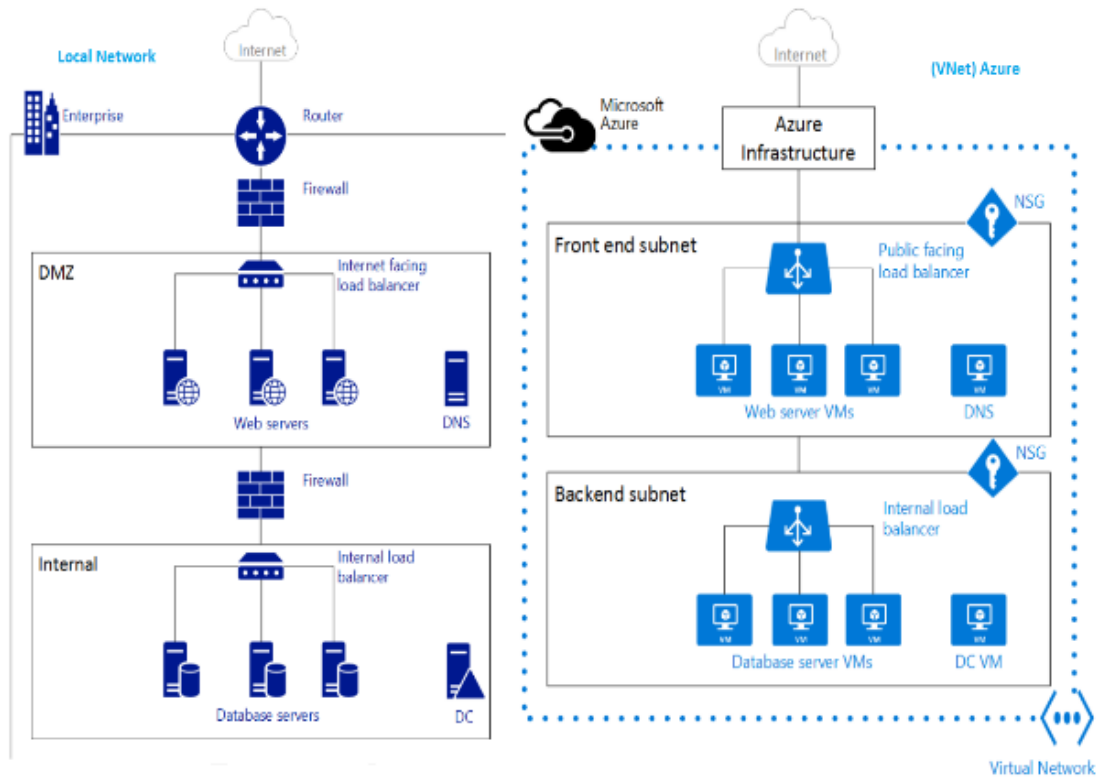 Local Network
Internet
Enterprise
Router
Firewall
DMZ
Internet facing
load balancer
Web servers
DNS
Firewall
Internal
Internal load
balancer
Database servers
DC
Internet
(VNet) Azure
Microsoft
Azure
Azure
Infrastructure
NSG
Front end subnet
Public facing
load balancer
VM
VM
VM
VM
Web server VMs
DNS
NSG
Backend subnet
Internal load
balancer
VM
VM
VM
VM
Database server VMs
DC VM
Virtual Network